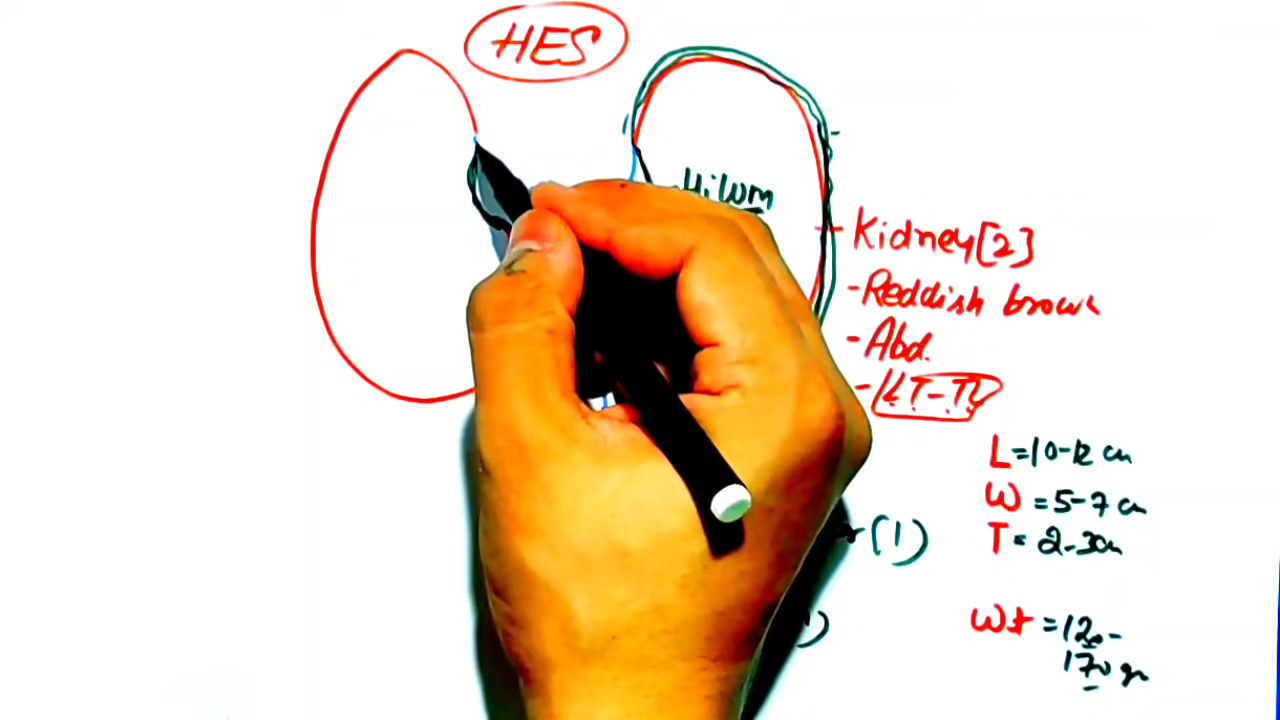 HES
Hilum
Kidney[2]
-Reddish brown
-Abd.
L=10-12 cm
W=5-7 cm
T=2-3cm
(1)
Wt=120-
170 gm